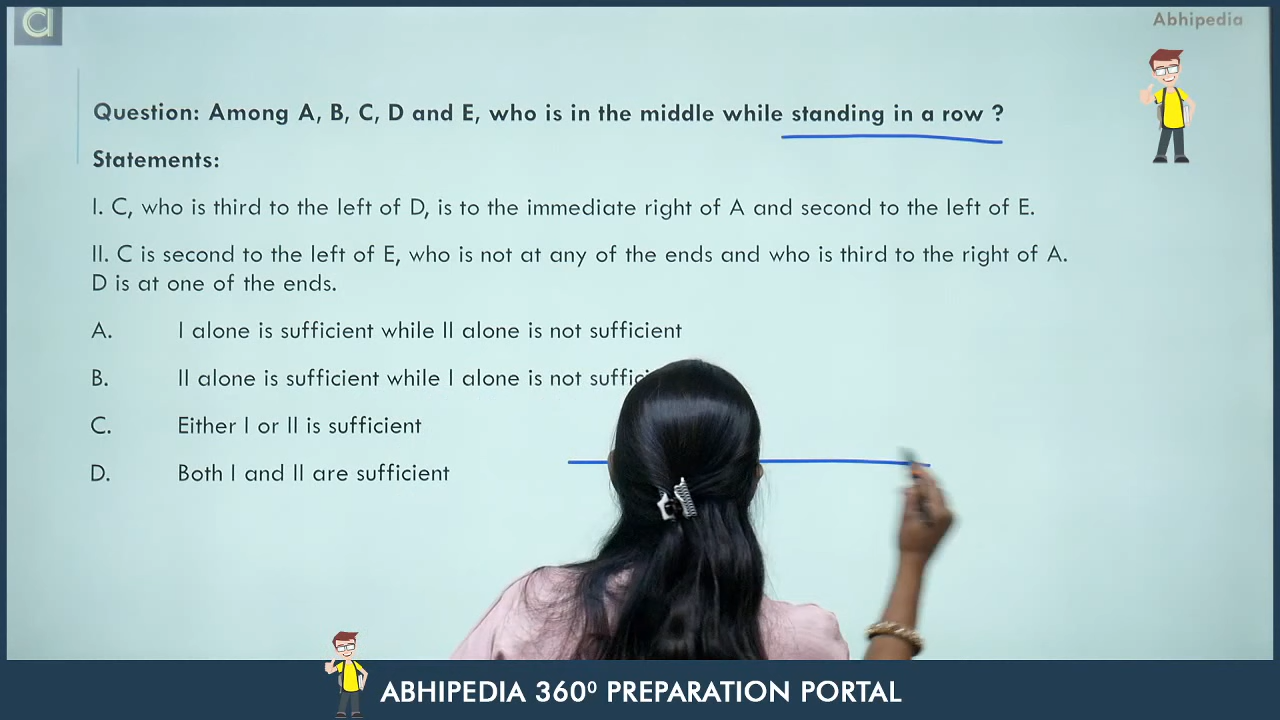 Abhipedia
Question: Among A, B, C, D and E, who is in the middle while standing in a row ?
Statements:
I. C, who is third to the left of D, is to the immediate right of A and second to the left of E.
II. C is second to the left of E, who is not at any of the ends and who is third to the right of A.
D is at one of the ends.
A. I alone is sufficient while II alone is not sufficient
B. II alone is sufficient while I alone is not
C. Either I or II is sufficient
D. Both I and II are sufficient
ABHIPEDIA 360⁰ PREPARATION PORTAL